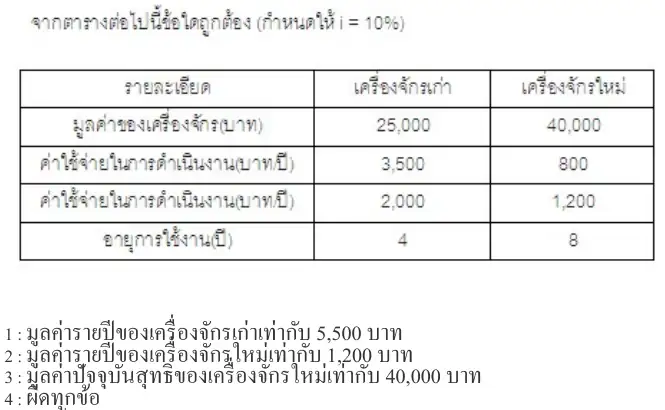 จากตารางต่อไปนี้ข้อใดถูกต้อง (กำหนดให้ i = 10%)
รายละเอียด เครื่องจักรเก่า เครื่องจักรใหม่
มูลค่าของเครื่องจักร(บาท) 25,000 40,000
ค่าใช้จ่ายในการดำเนินงาน(บาท/ปี) 3,500 800
ค่าใช้จ่ายในการดำเนินงาน(บาท/ปี) 2,000 1,200
อายุการใช้งาน(ปี) 4 8
1 : มูลค่ารายปีของเครื่องจักรเก่าเท่ากับ 5,500 บาท
2 : มูลค่ารายปีของเครื่องจักรใหม่เท่ากับ 1,200 บาท
3 : มูลค่าปัจจุบันสุทธิของเครื่องจักรใหม่เท่ากับ 40,000 บาท
4 : ผิดทุกข้อ